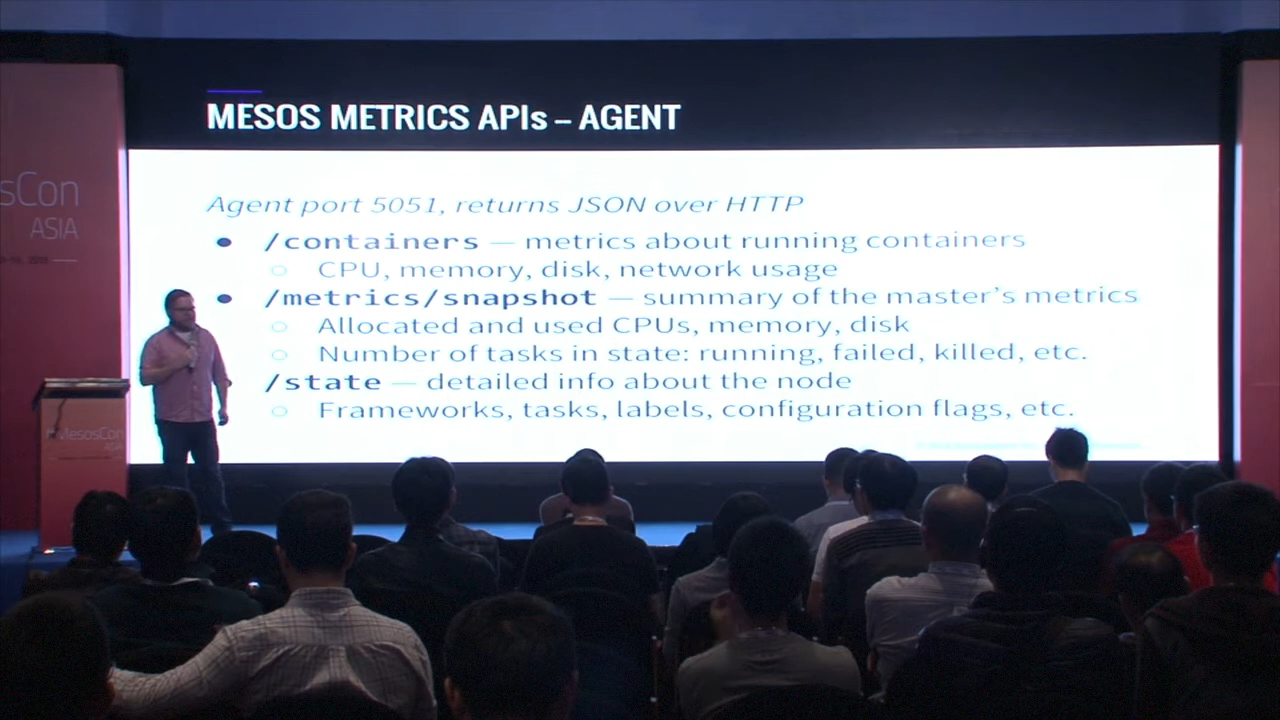 MESOS METRICS APIs – AGENT
Agent port 5051, returns JSON over HTTP
● /containers — metrics about running containers
○ CPU, memory, disk, network usage
● /metrics/snapshot — summary of the master's metrics
○ Allocated and used CPUs, memory, disk
○ Number of tasks in state: running, failed, killed, etc.
/state — detailed info about the node
○ Frameworks, tasks, labels, configuration flags, etc.
sCon
ASIA
MesosCon
ASIA